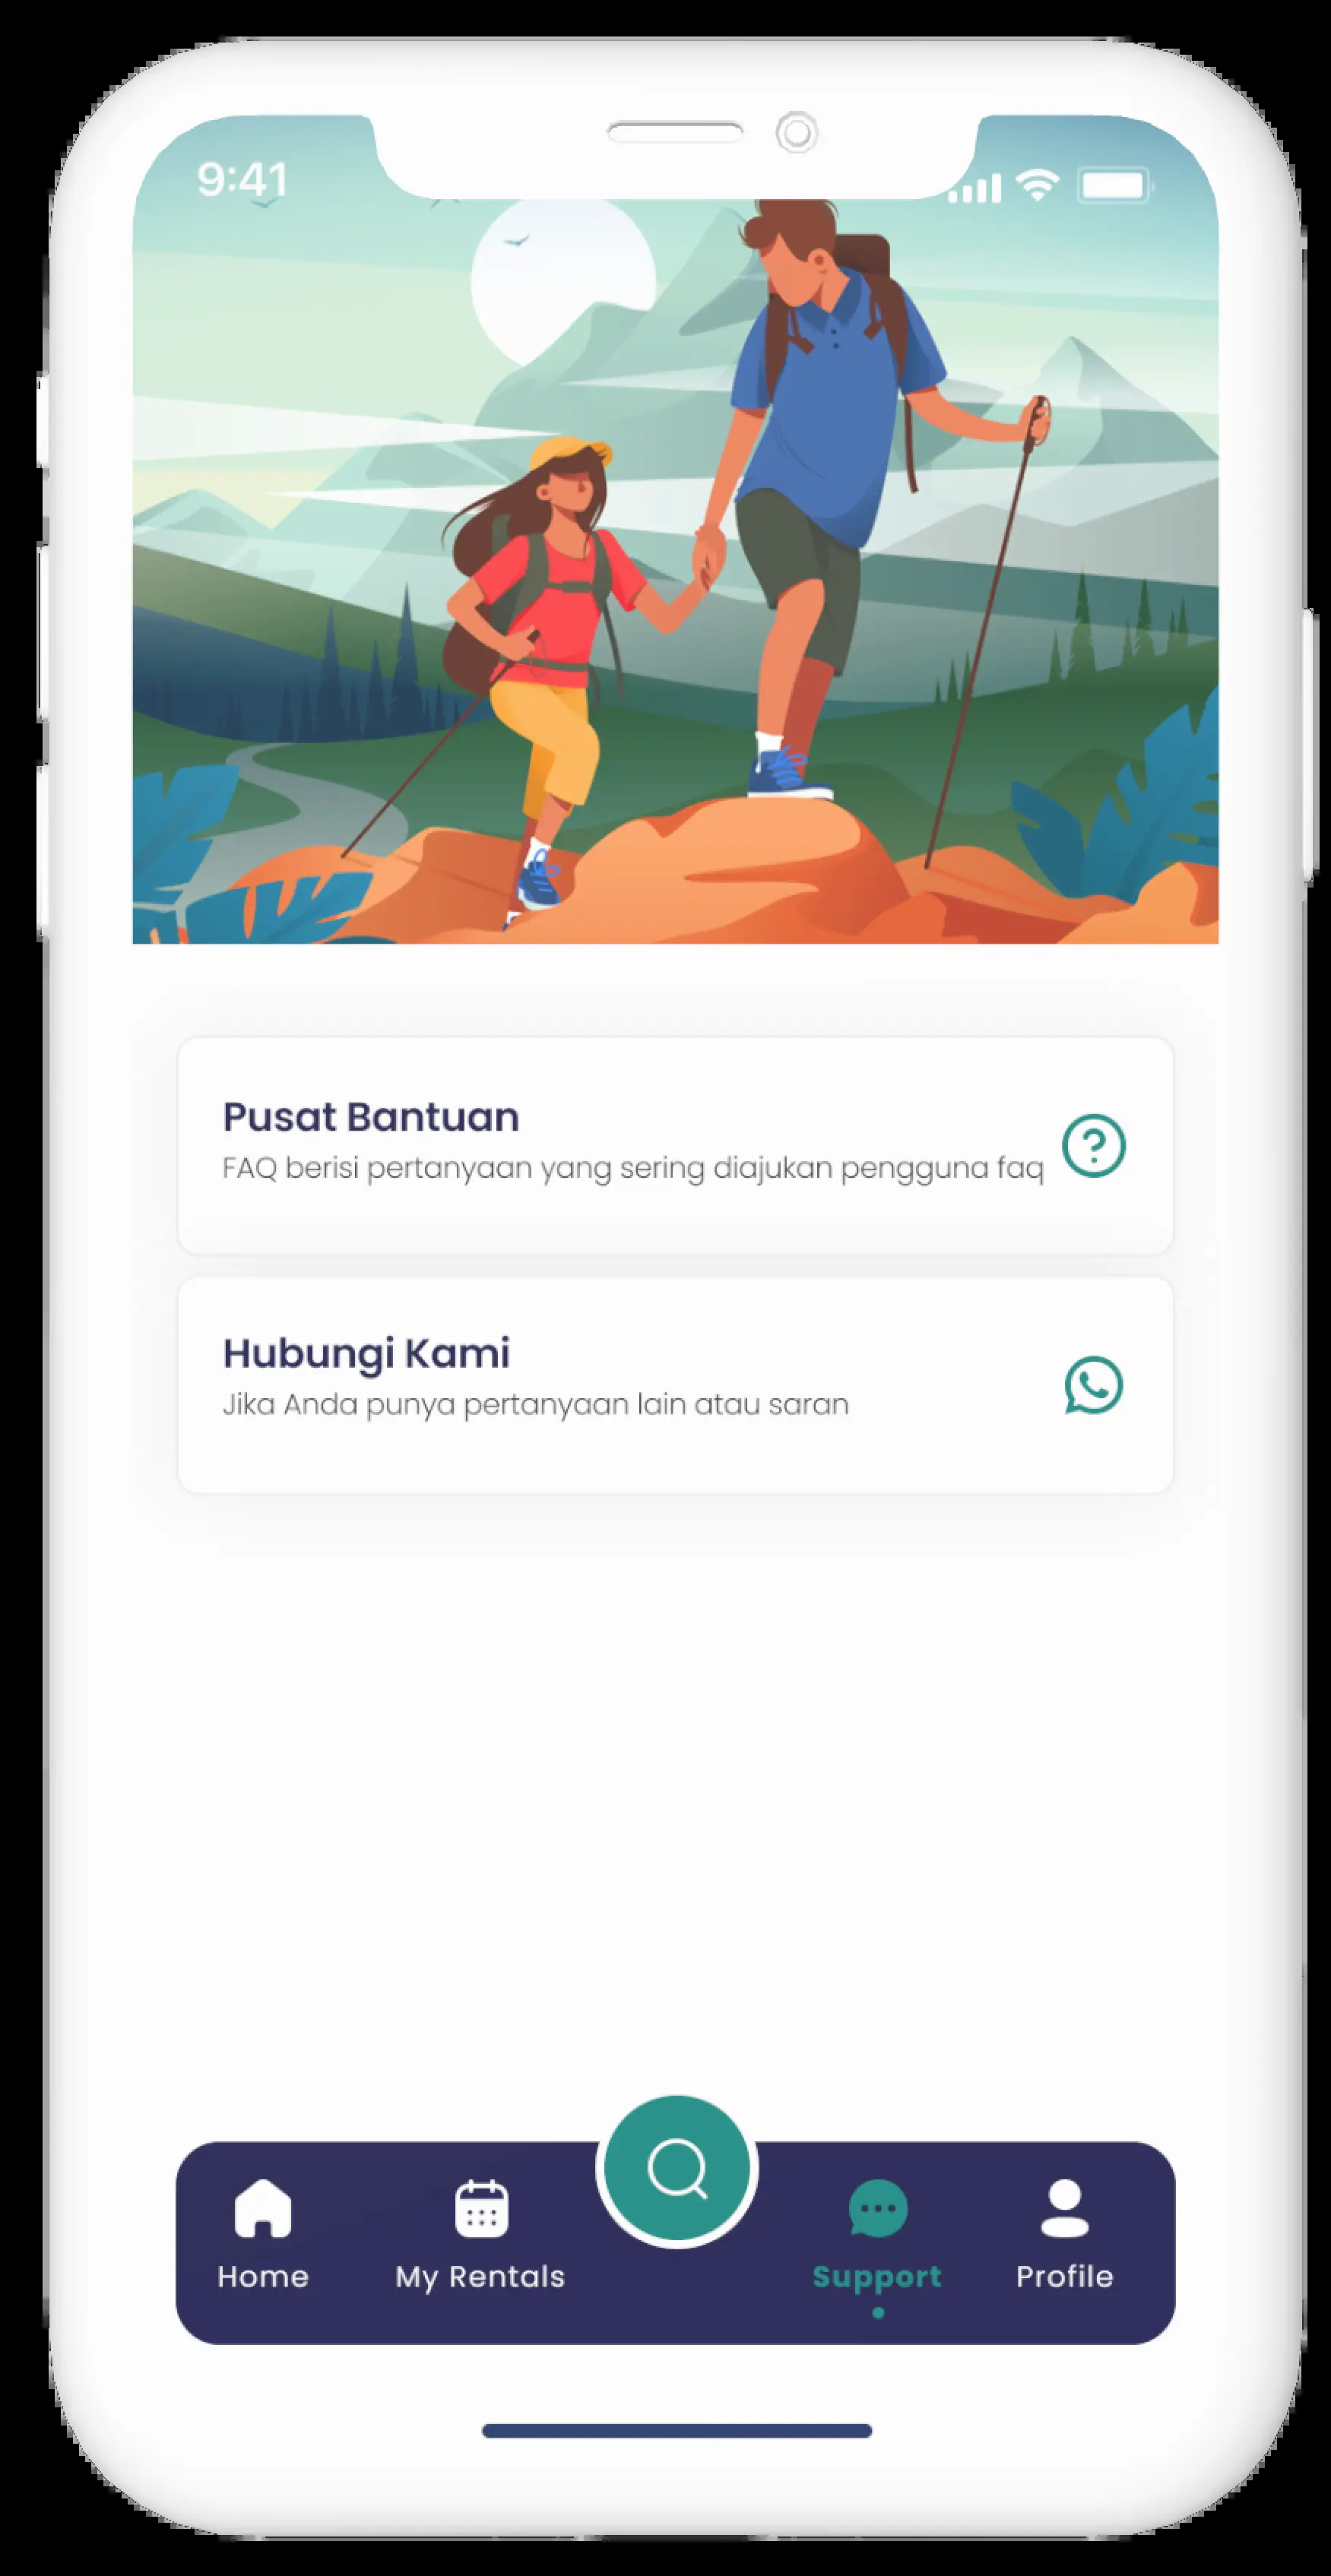 9:41
Pusat Bantuan
FAQ berisi pertanyaan yang sering diajukan pengguna faq
Hubungi Kami
Jika Anda punya pertanyaan lain atau saran
Home
My Rentals
Support
Profile